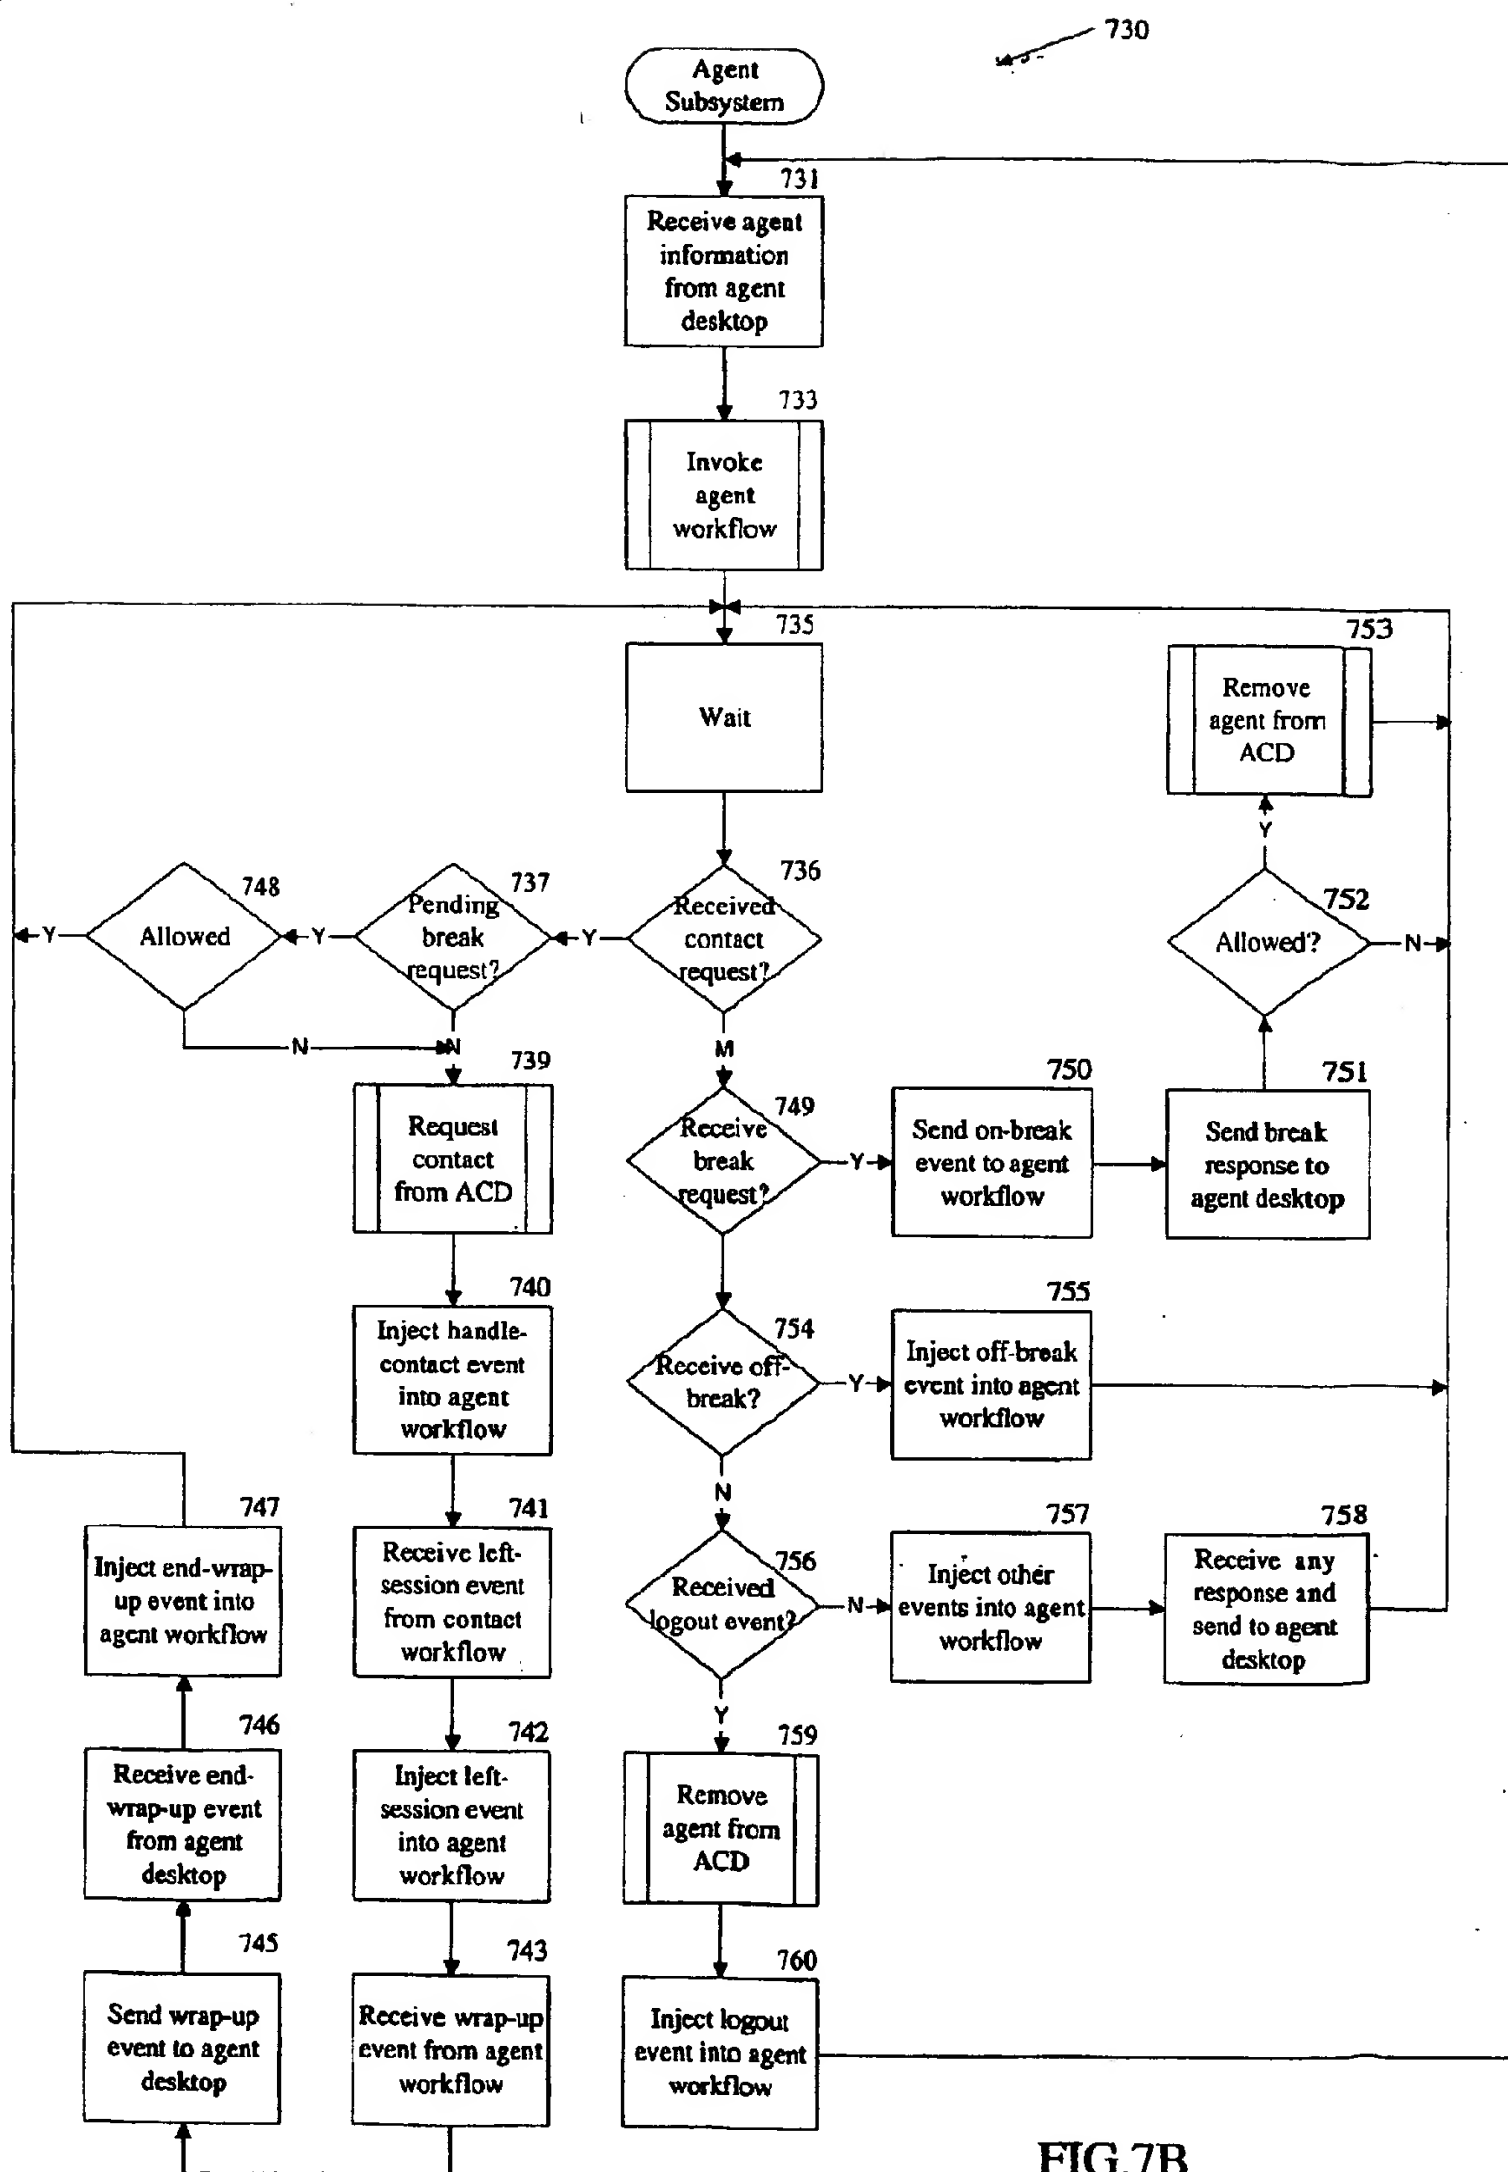 730
Agent
Subsystem
731
Receive agent
information
from agent
desktop
733
Invoke
agent
workflow
735
Wait
753
Remove
agent from
ACD
Y
736
Received
contact
request?
Y
737
Pending
break
request?
Y
748
Allowed
Y
N
N
M
752
Allowed?
N
739
Request
contact
from ACD
749
Receive
break
request?
Y
750
Send on-break
event to agent
workflow
751
Send break
response to
agent desktop
740
Inject handle-
contact event
into agent
workflow
754
Receive off-
break?
Y
755
Inject off-break
event into agent
workflow
N
747
Inject end-wrap-
up event into
agent workflow
741
Receive left-
session event
from contact
workflow
756
Received
logout event?
N
757
Inject other
events into agent
workflow
758
Receive any
response and
send to agent
desktop
Y
746
Receive end-
wrap-up event
from agent
desktop
742
Inject left-
session event
into agent
workflow
759
Remove
agent from
ACD
745
Send wrap-up
event to agent
desktop
743
Receive wrap-up
event from agent
workflow
760
Inject logout
event into agent
workflow
FIG.7B